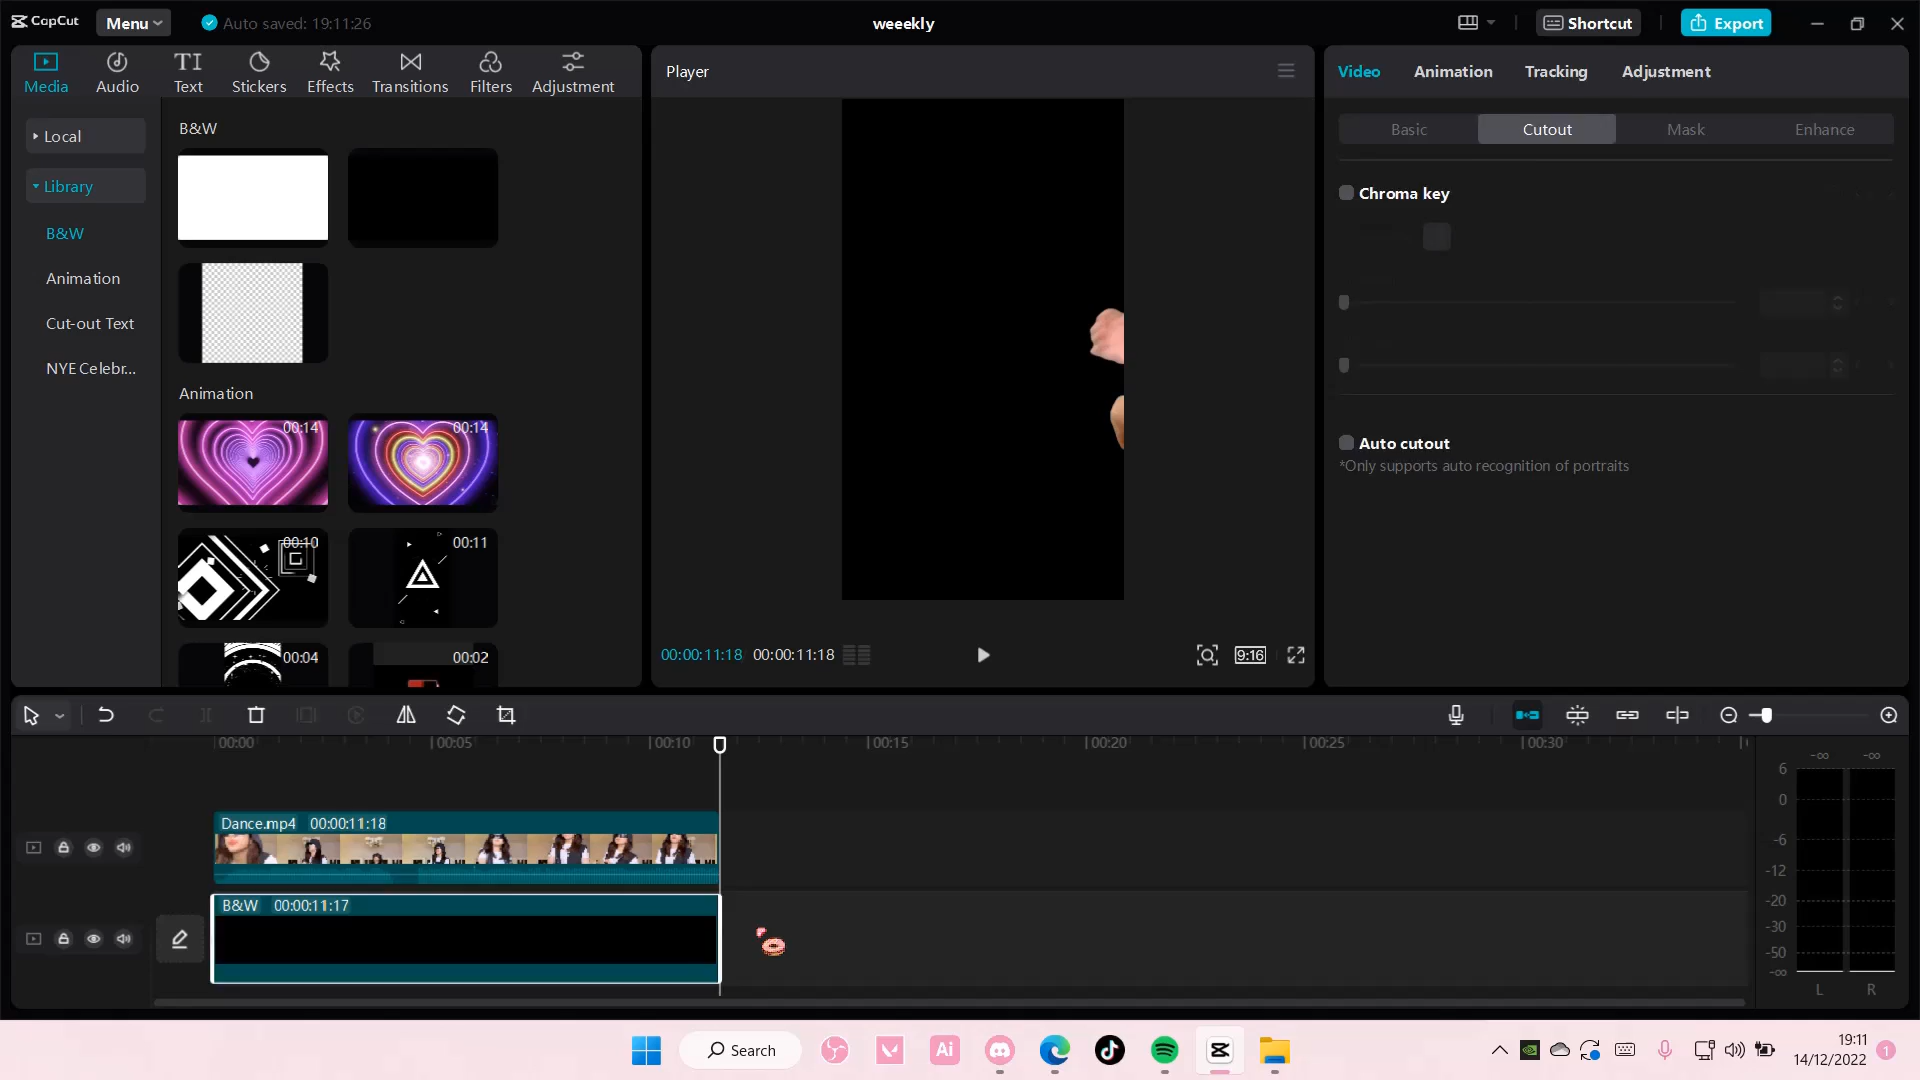 CapCut
Menu
Auto saved: 19:11:26
weeekly
Shortcut
Export
Media
Audio
TI
Text
Stickers
Effects
Transitions
Filters
Adjustment
Local
Library
B&W
Animation
Cut-out Text
NYE Celebr...
B&W
Animation
00:14
00:14
00:10
00:11
00:04
00:02
Player
00:00:11:18
00:00:11:18
9:16
Video
Animation
Tracking
Adjustment
Basic
Cutout
Mask
Enhance
Chroma key
Auto cutout
*Only supports auto recognition of portraits
00:00
00:05
00:10
00:15
00:20
00:25
00:30
Dance.mp4 00:00:11:18
B&W 00:00:11:17
-∞ -∞
6
0
-6
-10
-20
-30
-50
-∞
L R
Search
Ai
19:11
14/12/2022
1